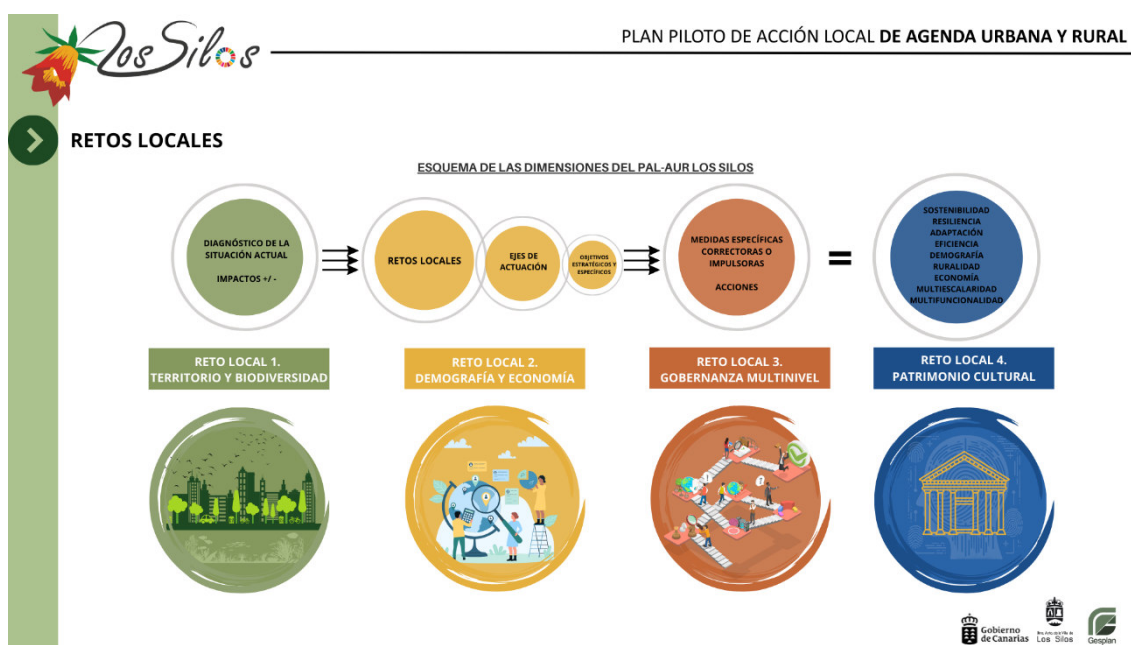 Los Silos
PLAN PILOTO DE ACCIÓN LOCAL DE AGENDA URBANA Y RURAL
RETOS LOCALES
ESQUEMA DE LAS DIMENSIONES DEL PAL-AUR LOS SILOS
DIAGNÓSTICO DE LA
SITUACIÓN ACTUAL
IMPACTOS +/ -
RETOS LOCALES
EJES DE
ACTUACIÓN
OBJETIVOS
ESTRATÉGICOS Y
ESPECÍFICOS
MEDIDAS ESPECÍFICAS
CORRECTORAS O
IMPULSORAS
ACCIONES
=
SOSTENIBILIDAD
RESILIENCIA
ADAPTACIÓN
EFICIENCIA
DEMOGRAFÍA
RURALIDAD
ECONOMÍA
MULTIESCALARIDAD
MULTIFUNCIONALIDAD
RETO LOCAL 1.
TERRITORIO Y BIODIVERSIDAD
RETO LOCAL 2.
DEMOGRAFÍA Y ECONOMÍA
RETO LOCAL 3.
GOBERNANZA MULTINIVEL
RETO LOCAL 4.
PATRIMONIO CULTURAL
Gobierno
de Canarias
Los Silos
Gesplan